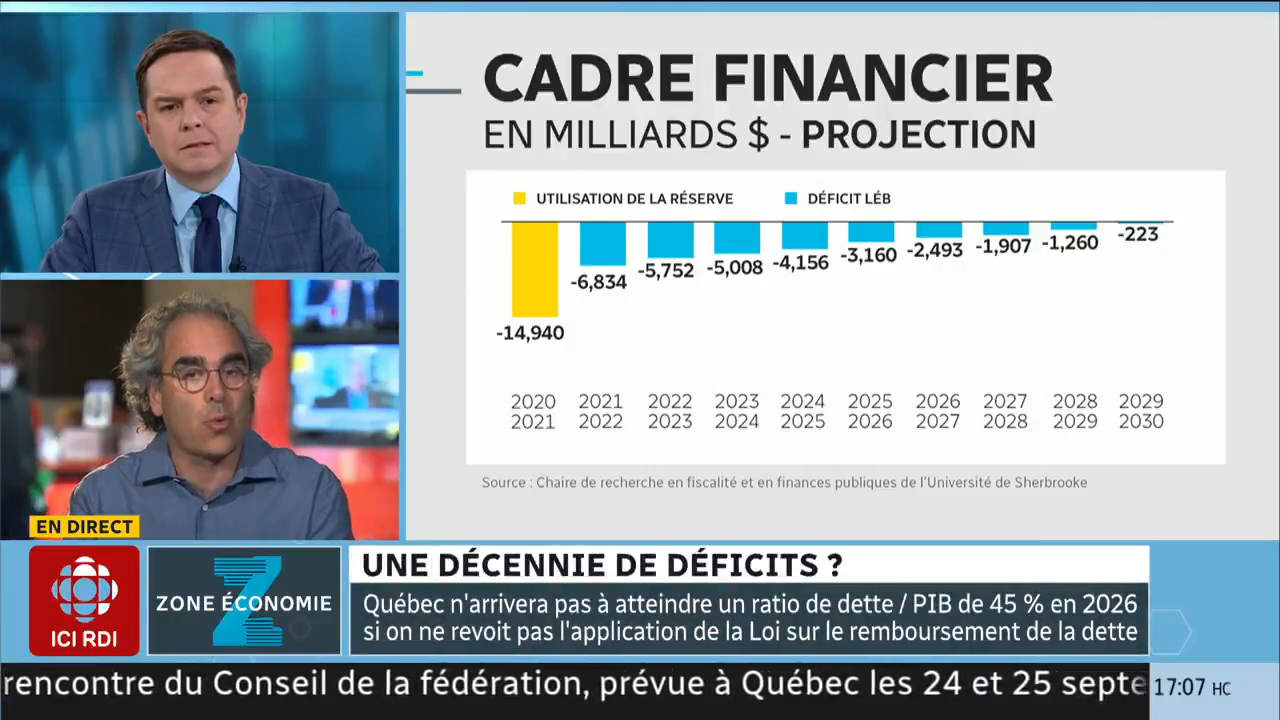 CADRE FINANCIER
EN MILLIARDS $ - PROJECTION
UTILISATION DE LA RÉSERVE
DÉFICIT LÉB
-14,940
-6,834
-5,752
-5,008
-4,156
-3,160
-2,493
-1,907
-1,260
-223
2020 2021 2022 2023 2024 2025 2026 2027 2028 2029
2021 2022 2023 2024 2025 2026 2027 2028 2029 2030
Source : Chaire de recherche en fiscalité et en finances publiques de l'Université de Sherbrooke
EN DIRECT
ICI RDI
ZONE ÉCONOMIE
UNE DÉCENNIE DE DÉFICITS ?
Québec n'arrivera pas à atteindre un ratio de dette / PIB de 45 % en 2026
si on ne revoit pas l'application de la Loi sur le remboursement de la dette
rencontre du Conseil de la fédération, prévue à Québec les 24 et 25 septe
17:07 HC